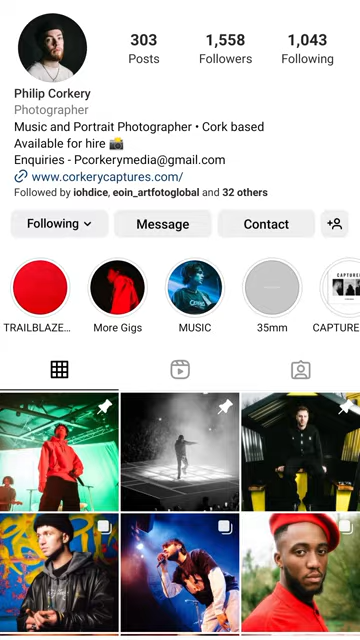 303
1,558
1,043
Posts
Followers
Following
Philip Corkery
Photographer
Music and Portrait Photographer • Cork based
Available for hire 📸
Enquiries - Pcorkerymedia@gmail.com
www.corkerycaptures.com/
Followed by iohdice, eoin_artfotoglobal and 32 others
Following
Message
Contact
TRAILBLAZE...
More Gigs
MUSIC
35mm
CAPTURE